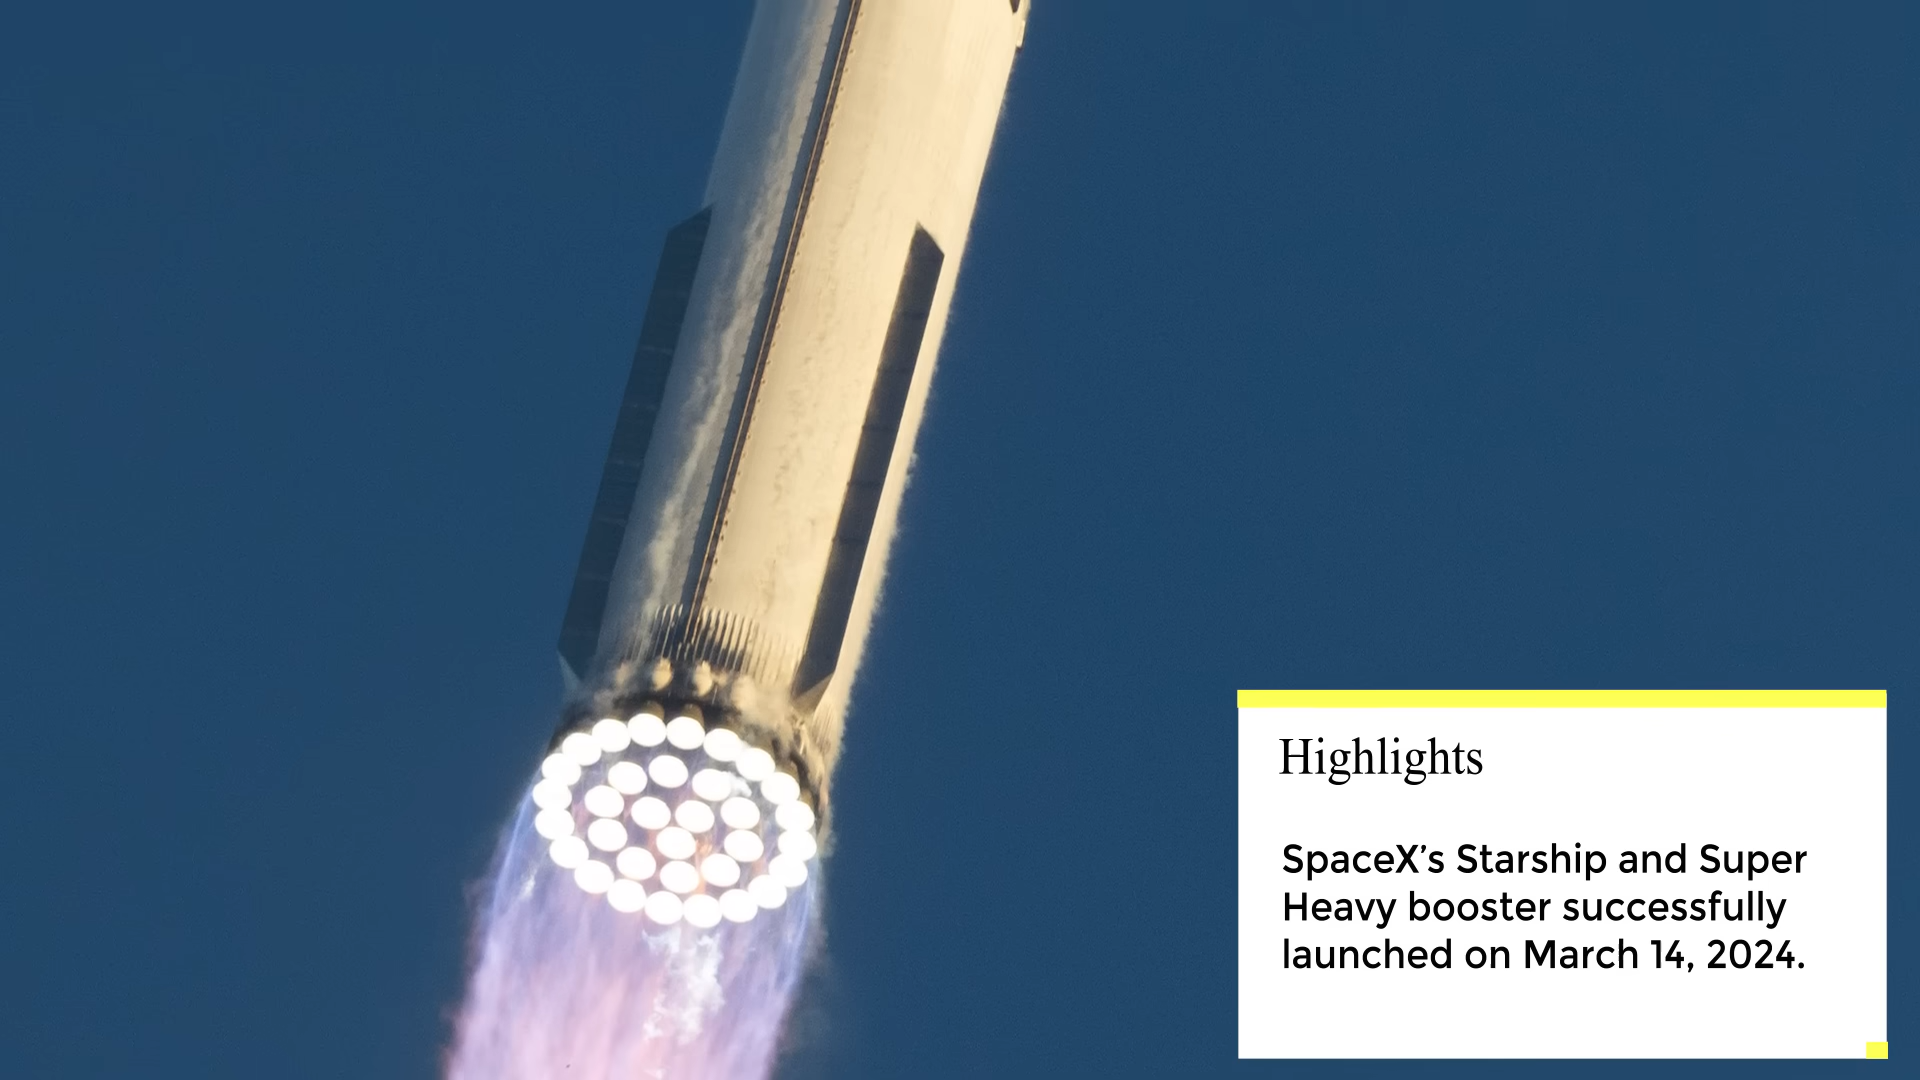 Highlights
SpaceX’s Starship and Super
Heavy booster successfully
launched on March 14, 2024.